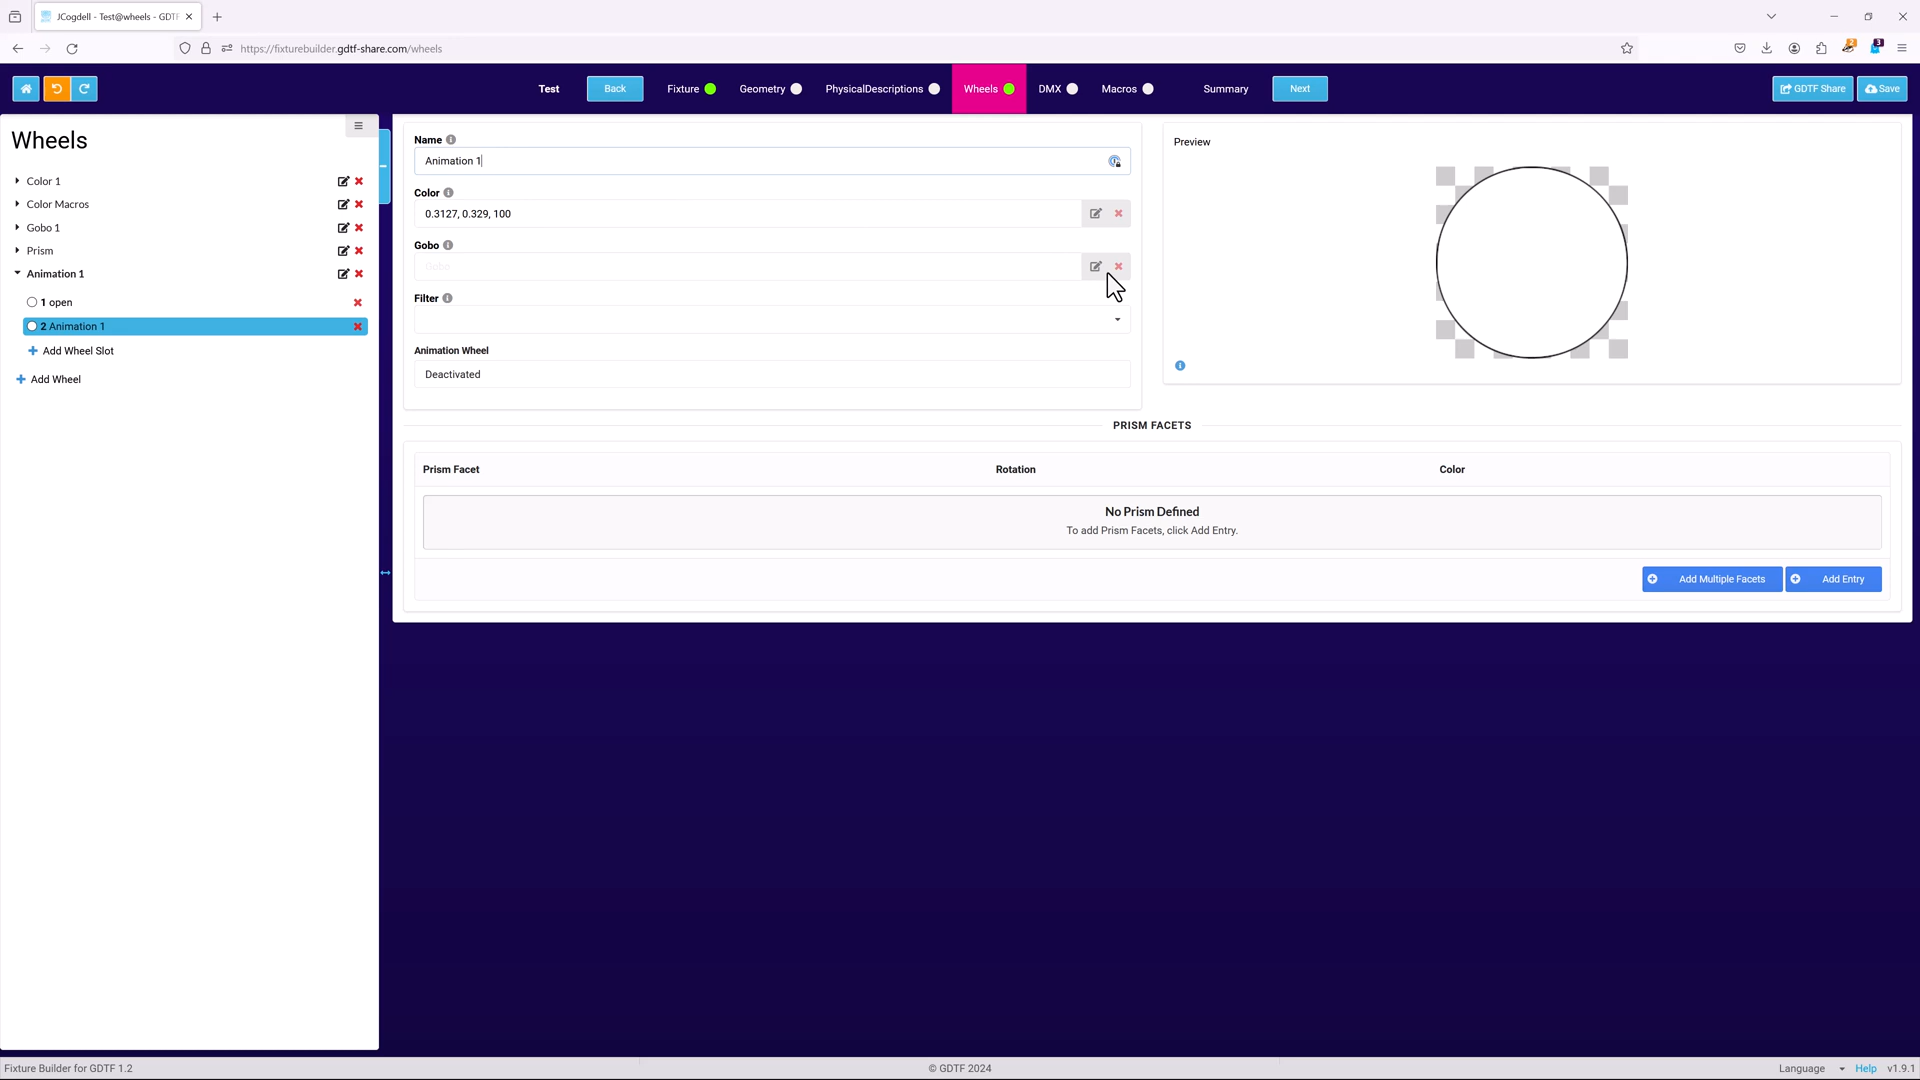 JCogdell - Test@wheels - GDTF
https://fixturebuilder.gdtf-share.com/wheels
2
3
Test
Back
Fixture
Geometry
PhysicalDescriptions
Wheels
DMX
Macros
Summary
Next
GDTF Share
Save
Wheels
Color 1
Color Macros
Gobo 1
Prism
Animation 1
1 open
2 Animation 1
Add Wheel Slot
Add Wheel
Name
Animation 1
Color
0.3127, 0.329, 100
Gobo
Gobo
Filter
Animation Wheel
Deactivated
Preview
PRISM FACETS
Prism Facet Rotation Color
No Prism Defined
To add Prism Facets, click Add Entry.
Add Multiple Facets
Add Entry
Fixture Builder for GDTF 1.2
© GDTF 2024
Language
Help
v1.9.1